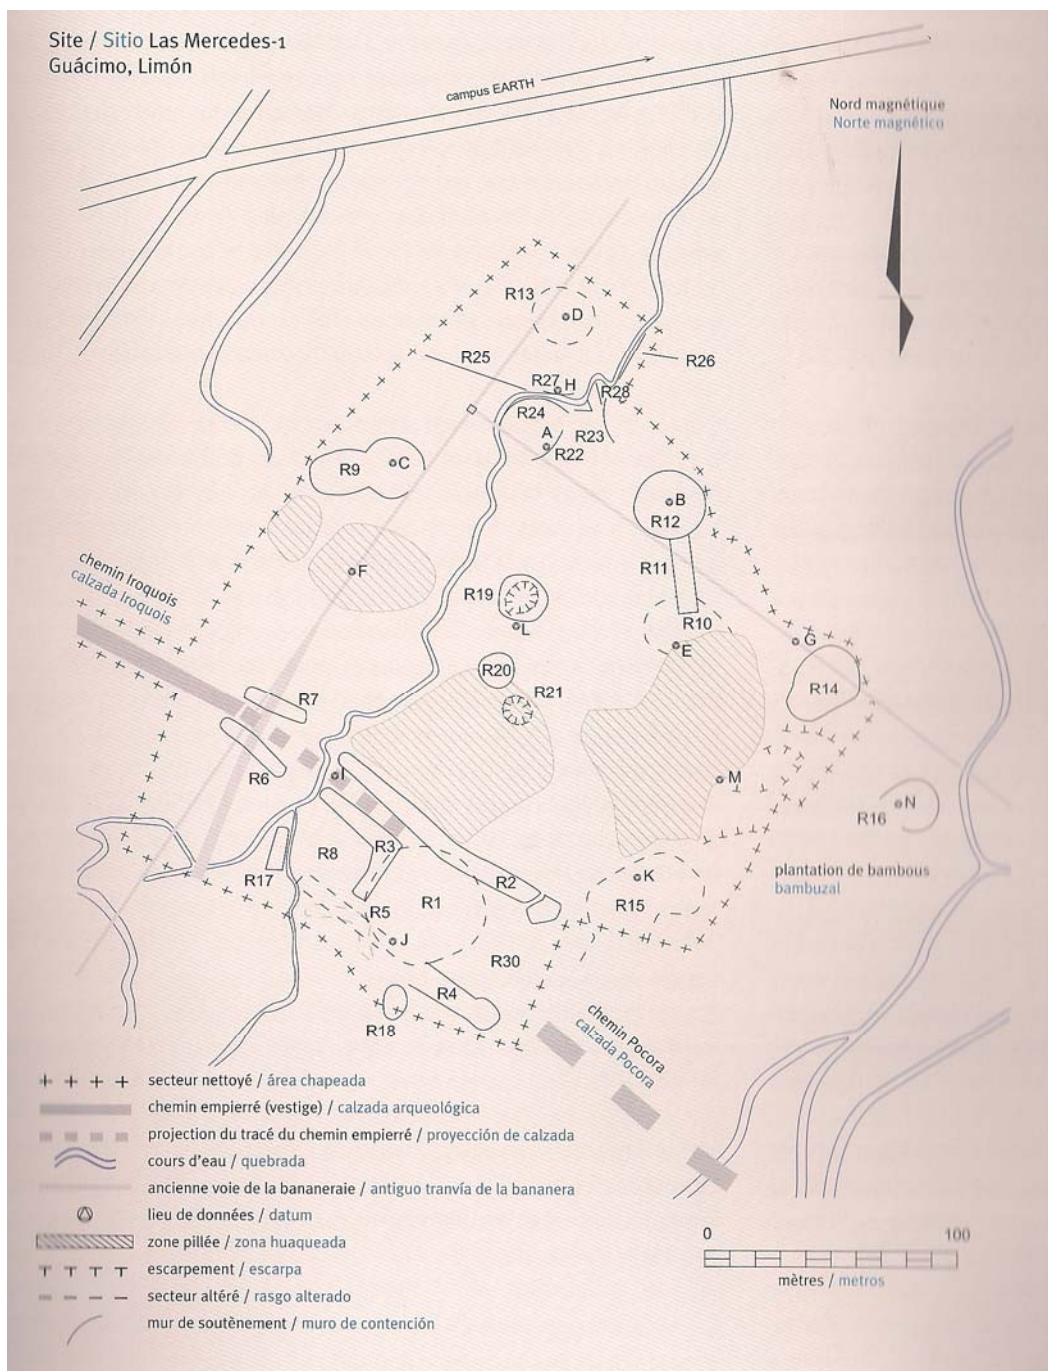 Site / Sitio Las Mercedes-1
Guácimo, Limón
campus EARTH
Nord magnétique
Norte magnético
R13
D
R25
R26
R27
H
R28
R24
A
R23
R22
R9
C
B
R12
chemin Iroquois
calzada Iroquois
F
R11
R19
R10
L
E
G
R20
R14
R7
R21
R6
I
M
N
R16
R3
R8
plantation de bambous
bambuzal
R17
R2
K
R15
R1
R5
J
R30
R4
R18
chemin Pocora
calzada Pocora
secteur nettoyé / área chapeada
chemin empierré (vestige) / calzada arqueológica
projection du tracé du chemin empierré / proyección de calzada
cours d'eau / quebrada
ancienne voie de la bananeraie / antiguo tranvía de la bananera
lieu de données / datum
zone pillée / zona huaqueada
escarpement / escarpa
secteur altéré / rasgo alterado
mur de soutènement / muro de contención
0 100
mètres / metros